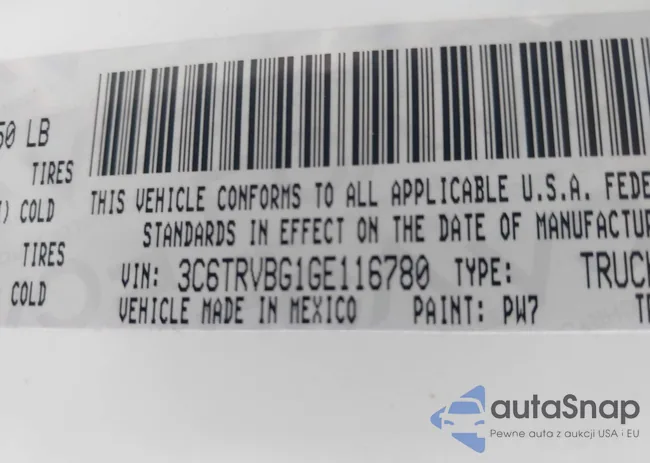 50 LB
TIRES
) COLD
THIS VEHICLE CONFORMS TO ALL APPLICABLE U.S.A. FEDE
STANDARDS IN EFFECT ON THE DATE OF MANUFACTUR
TIRES
COLD
VIN: 3C6TRVBG1GE116780 TYPE: TRUCK
VEHICLE MADE IN MEXICO PAINT: PW7 TR
autaSnap
Pewne auta z aukcji USA i EU